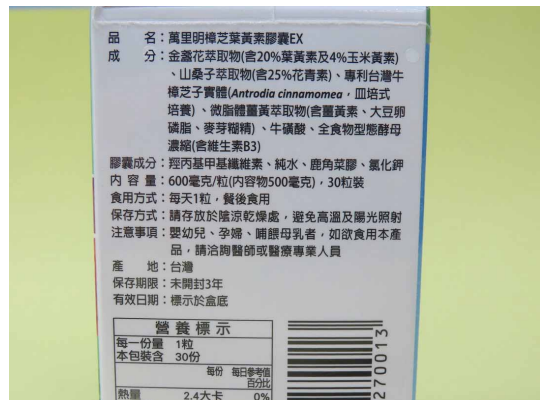 品　　名：萬里明樟芝葉黃素膠囊EX
成　　分：金盞花萃取物(含20%葉黃素及4%玉米黃素)
、山桑子萃取物(含25%花青素)、專利台灣牛
樟芝子實體(Antrodia cinnamomea，皿培式
培養)、微脂體薑黃萃取物(含薑黃素、大豆卵
磷脂、麥芽糊精)、牛磺酸、全食物型態酵母
濃縮(含維生素B3)
膠囊成分：羥丙基甲基纖維素、純水、鹿角菜膠、氯化鉀
內 容 量：600毫克/粒(內容物500毫克)，30粒裝
食用方式：每天1粒，餐後食用
保存方式：請存放於陰涼乾燥處，避免高溫及陽光照射
注意事項：嬰幼兒、孕婦、哺餵母乳者，如欲食用本產
品，請洽詢醫師或醫療專業人員
產　　地：台灣
保存期限：未開封3年
有效日期：標示於盒底
營養標示
每一份量 1粒
本包裝含 30份
每份 每日參考值
百分比
熱量 2.4大卡 0%
2700013